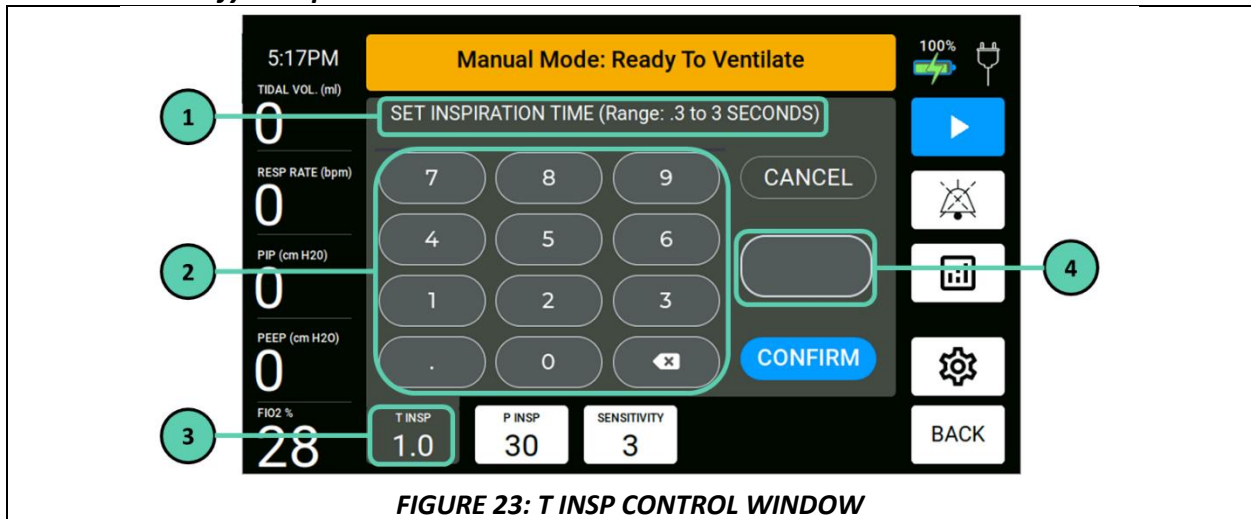 5:17PM
Manual Mode: Ready To Ventilate
100%
TIDAL VOL. (ml)
0
RESP RATE (bpm)
0
PIP (cm H20)
0
PEEP (cm H2O)
0
FIO2 %
28
1
SET INSPIRATION TIME (Range: .3 to 3 SECONDS)
7 8 9 CANCEL
4 5 6
1 2 3
. 0 CONFIRM
2
4
3
T INSP
1.0
P INSP
30
SENSITIVITY
3
BACK
FIGURE 23: T INSP CONTROL WINDOW